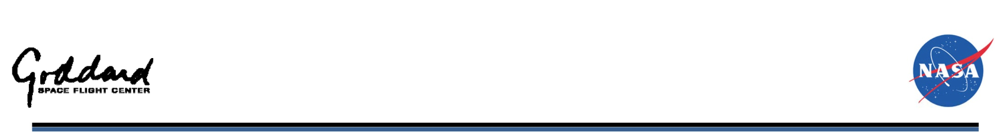 Goddard
SPACE FLIGHT CENTER
NASA